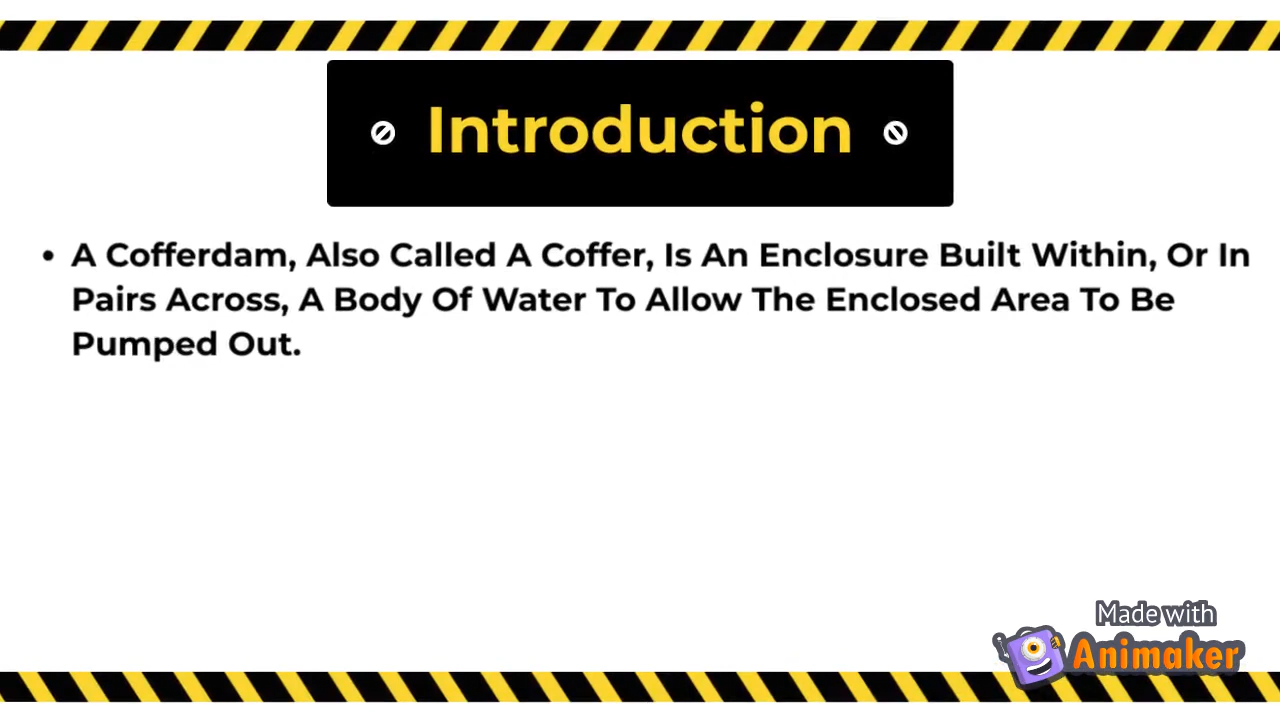 Introduction
• A Cofferdam, Also Called A Coffer, Is An Enclosure Built Within, Or In
Pairs Across, A Body Of Water To Allow The Enclosed Area To Be
Pumped Out.
Made with
Animaker